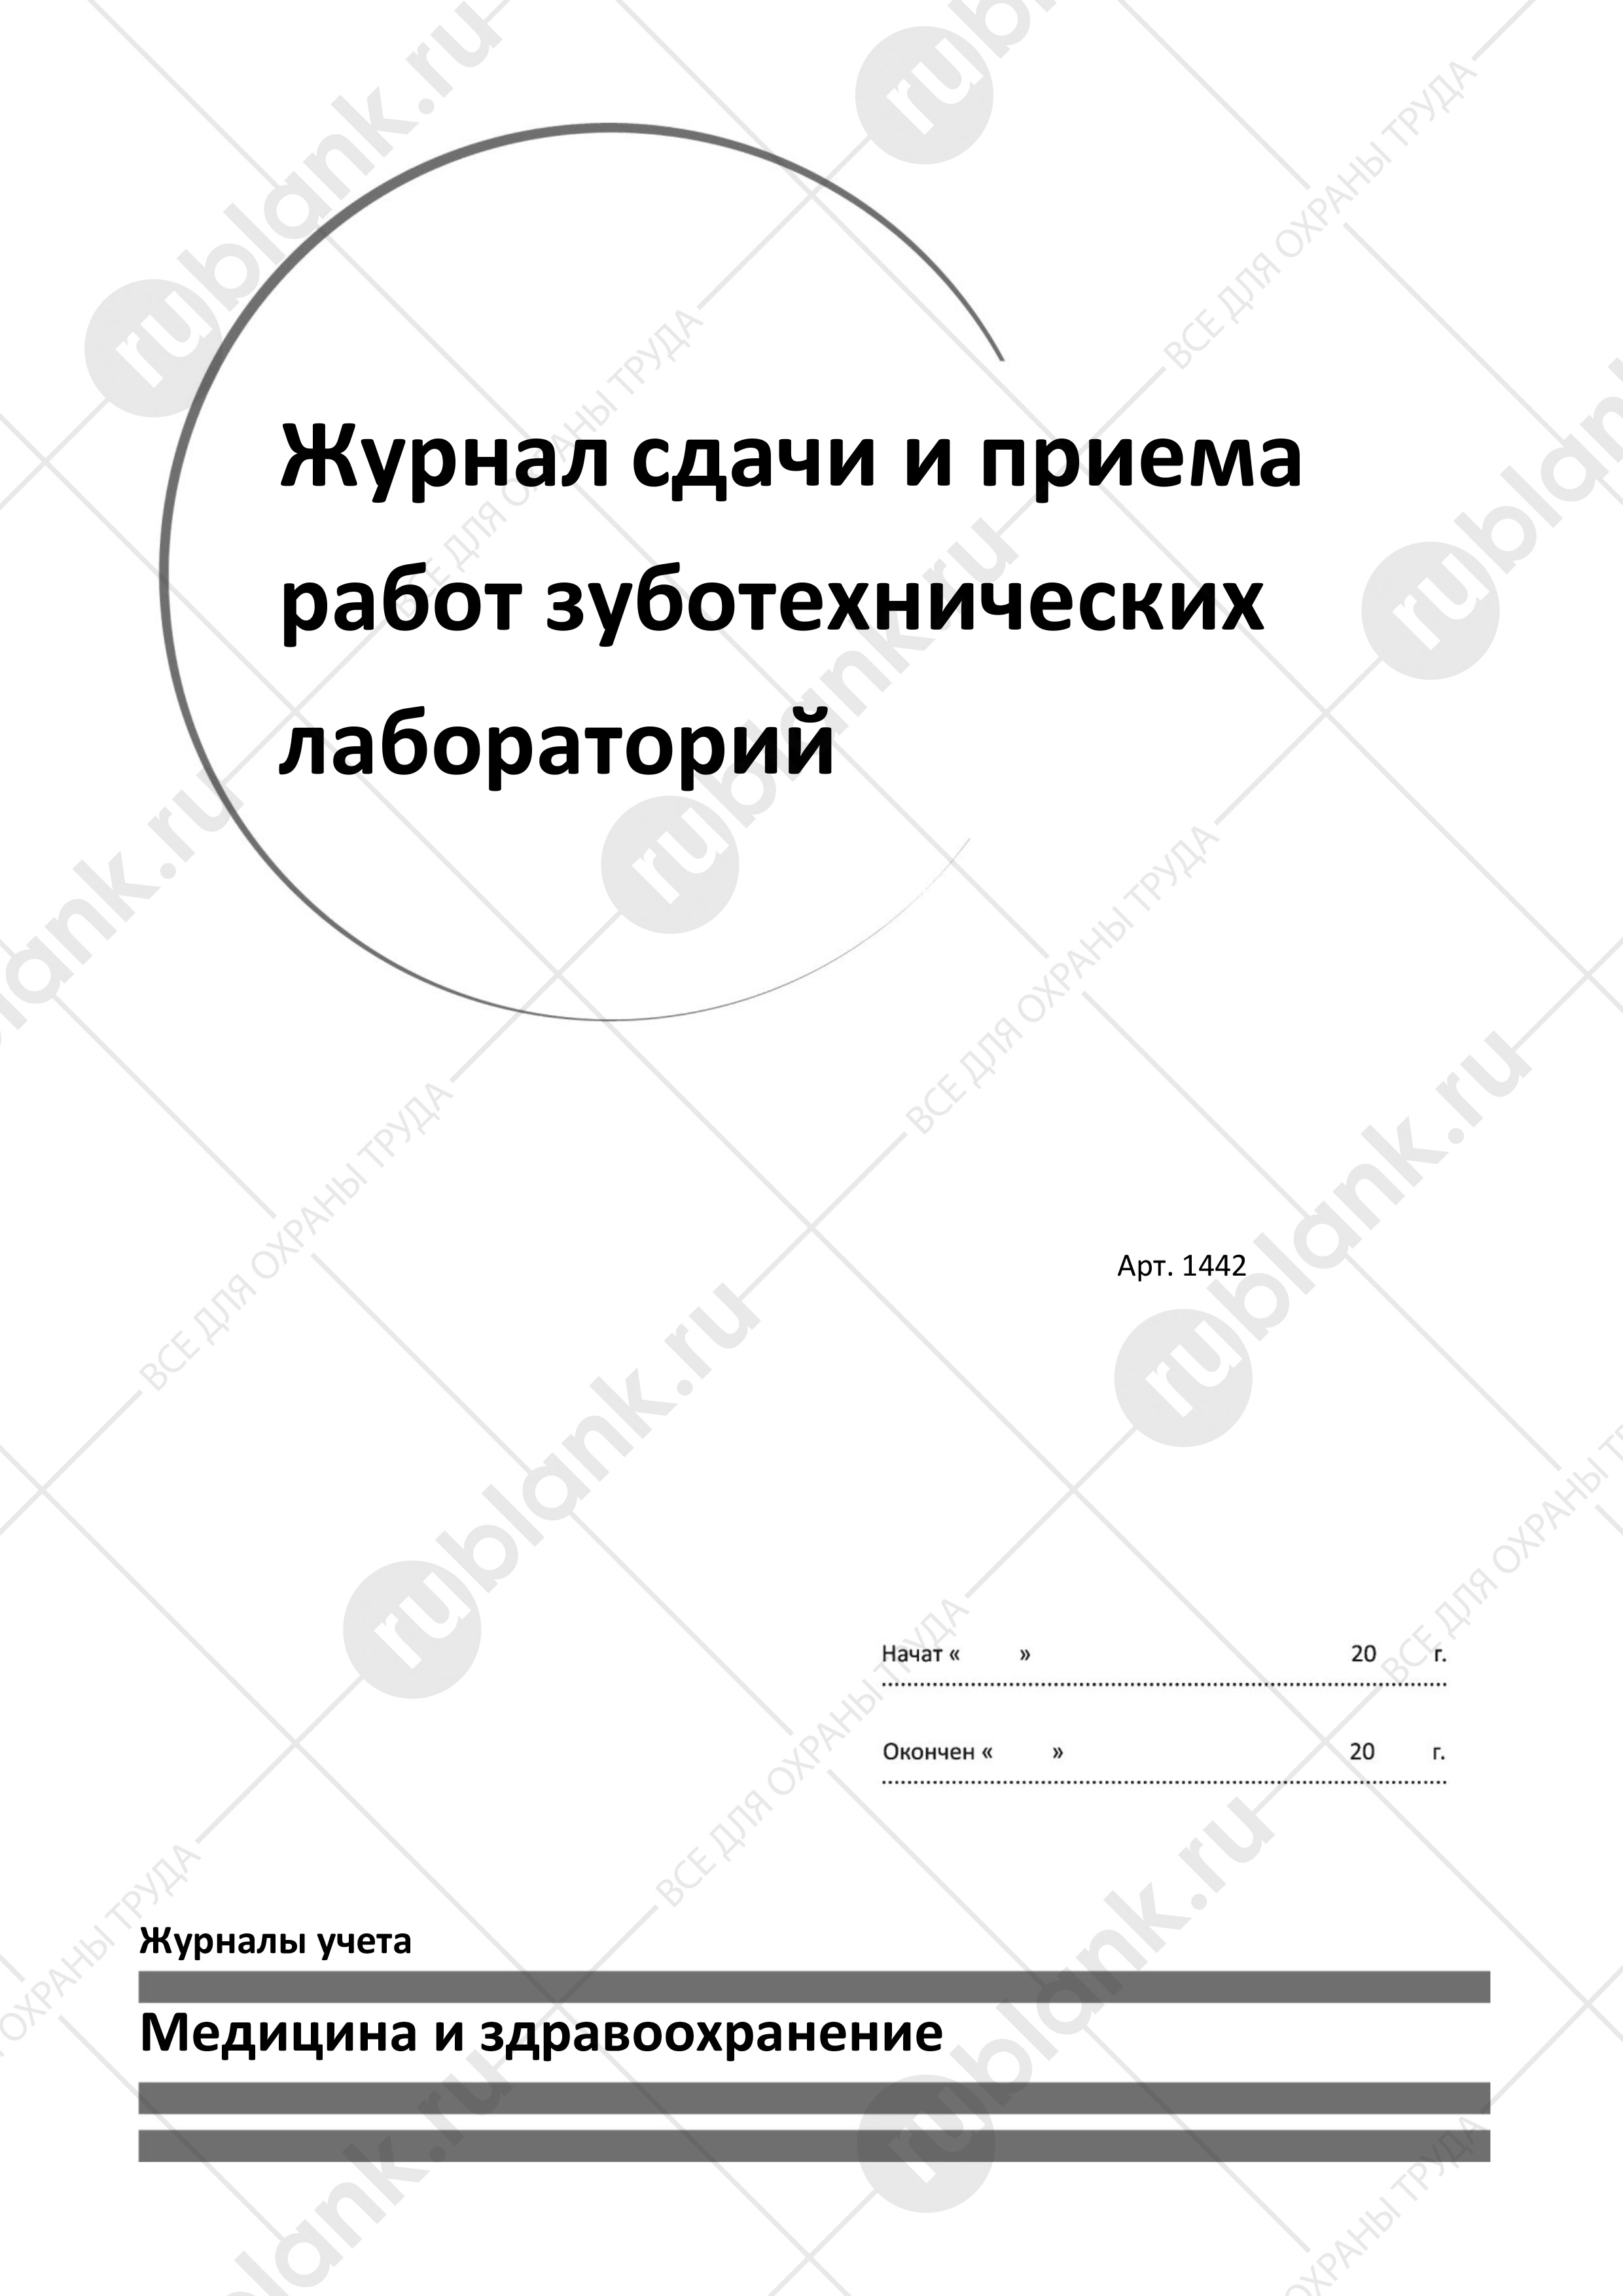 Журнал сдачи и приема
работ зуботехнических
лабораторий
Арт. 1442
Начат « » 20 г.
Окончен « » 20 г.
Журналы учета
Медицина и здравоохранение
rublank.ru
ВСЕ ДЛЯ ОХРАНЫ ТРУДА